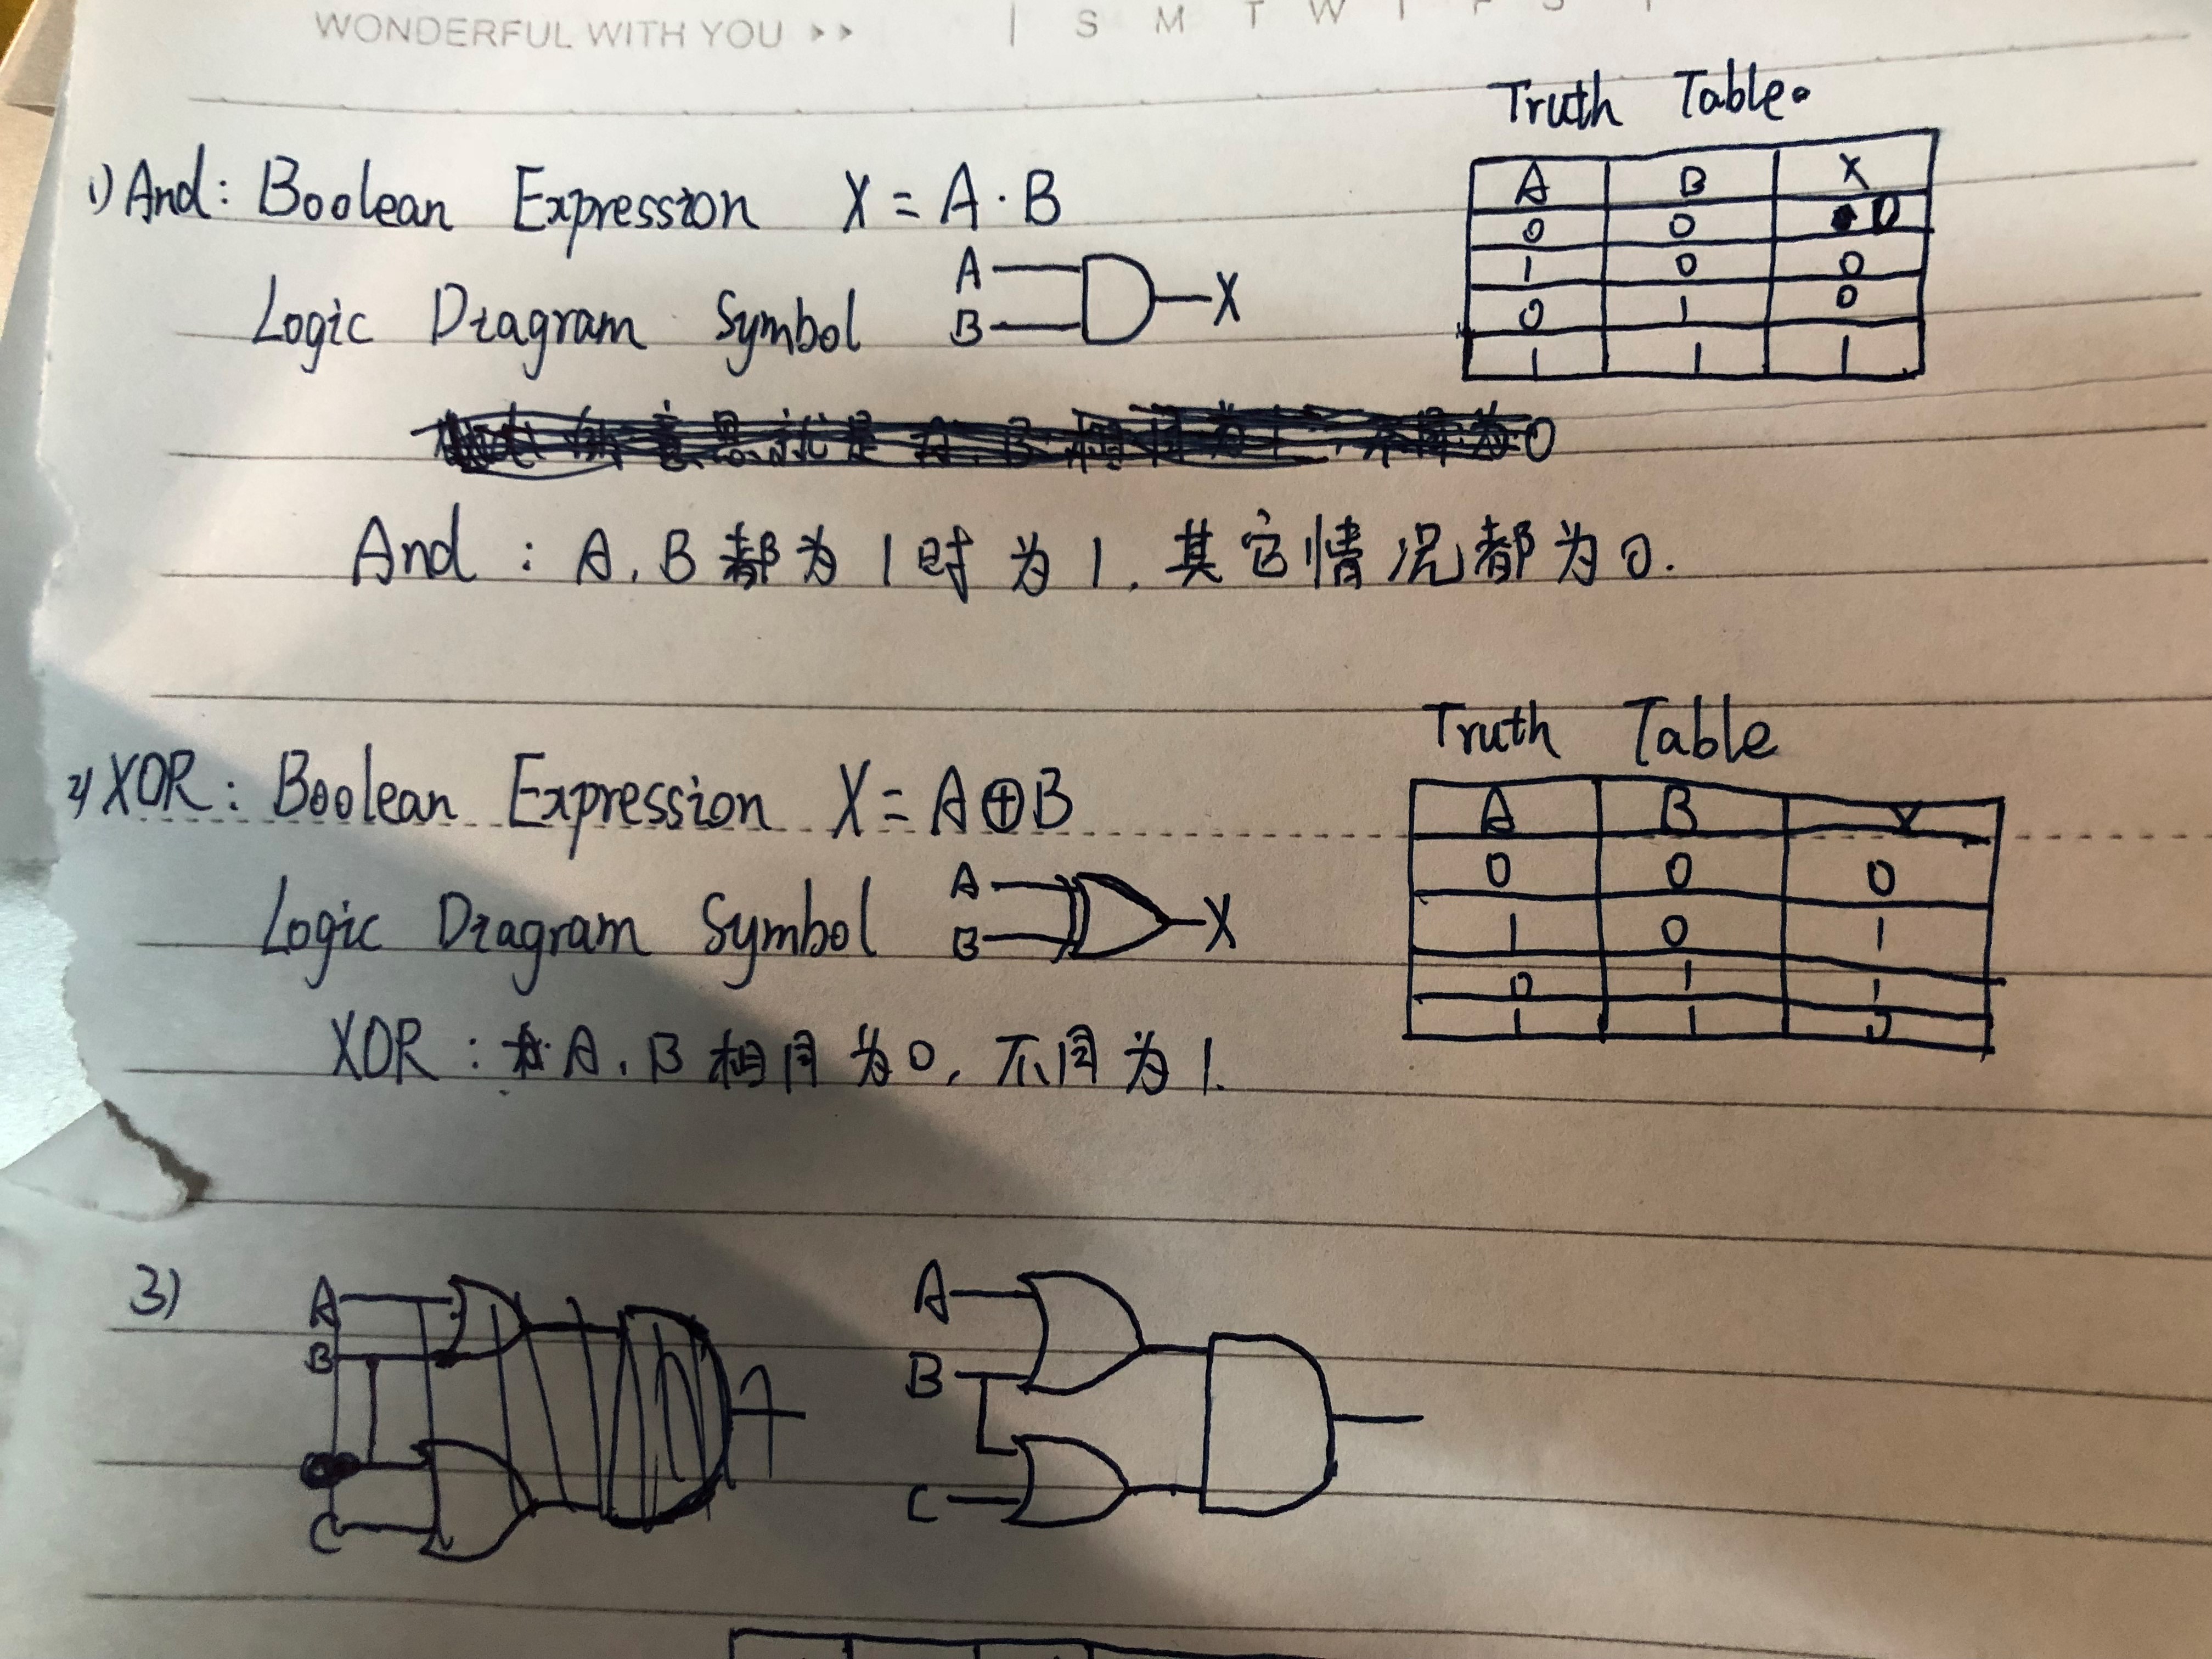 WONDERFUL WITH YOU ▸▸ | S M T W T F S
Truth Table.
1) And: Boolean Expression X = A · B
A B X
0 0 0
1 0 0
0 1 0
1 1 1
Logic Diagram Symbol A B X
And : A, B 都为 1 时 为 1, 其它情况都为 0.
Truth Table
2) XOR: Boolean Expression X = A⊕B
A B X
0 0 0
1 0 1
0 1 1
1 1 0
Logic Diagram Symbol A B X
XOR : A, B 相同 为 0, 不同为 1.
3)
A
B
C
A
B
C